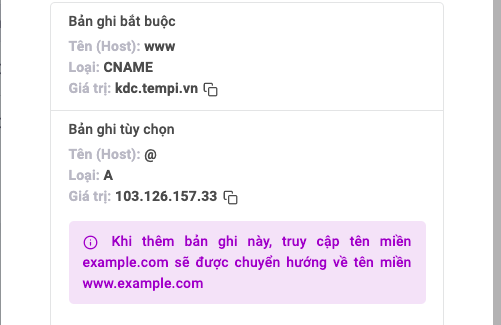 Bản ghi bắt buộc
Tên (Host): www
Loại: CNAME
Giá trị: kdc.tempi.vn
Bản ghi tùy chọn
Tên (Host): @
Loại: A
Giá trị: 103.126.157.33
Khi thêm bản ghi này, truy cập tên miền
example.com sẽ được chuyển hướng về tên miền
www.example.com